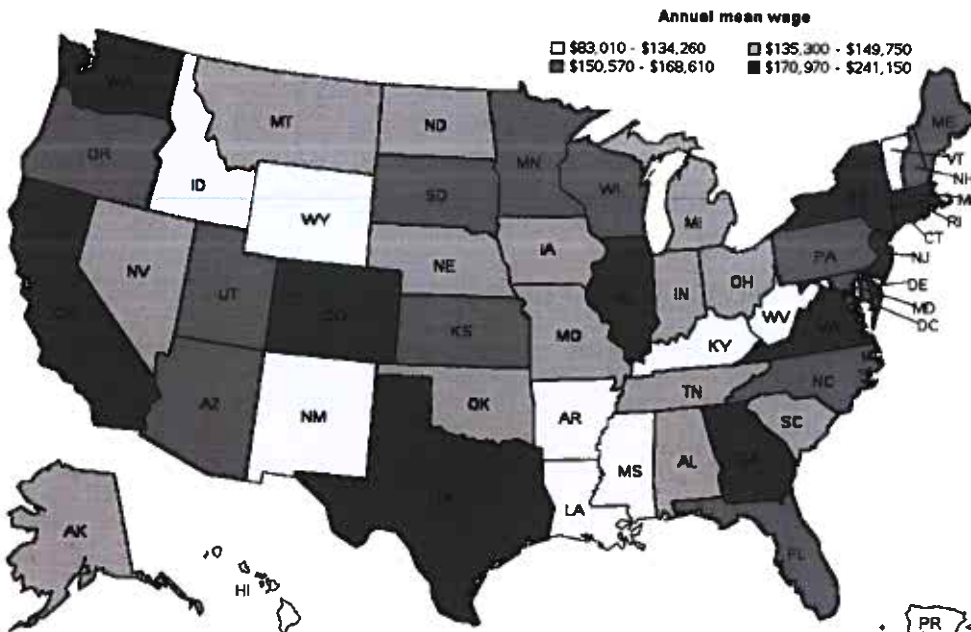 Annual mean wage
$83,010 - $134,260
$135,300 - $149,750
$150,570 - $168,610
$170,970 - $241,150
WA
MT
ND
ME
OR
MN
VT
ID
SD
WI
NH
WY
MI
RI
CT
IA
NV
NE
PA
NJ
UT
IN
OH
DE
CO
MD
KS
MO
WV
VA
DC
KY
NC
TN
AZ
NM
OK
AR
SC
MS
AL
LA
AK
FL
HI
PR